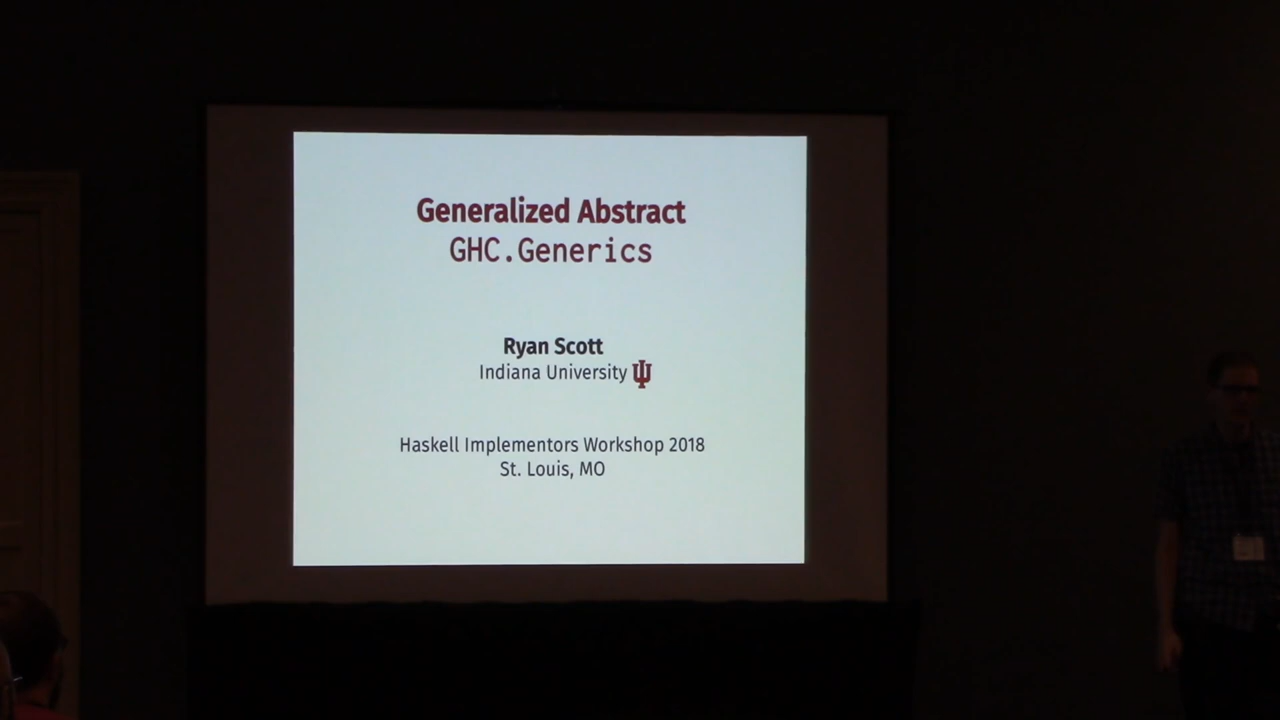 Generalized Abstract
GHC.Generics
Ryan Scott
Indiana University
Haskell Implementors Workshop 2018
St. Louis, MO